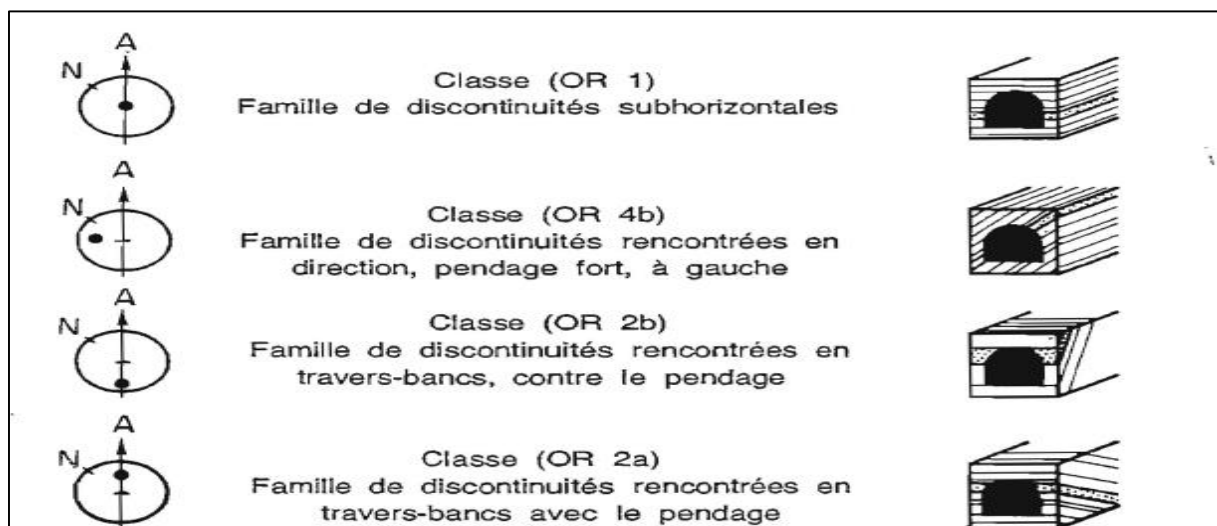 A
N
Classe (OR 1)
Famille de discontinuités subhorizontales
A
N
Classe (OR 4b)
Famille de discontinuités rencontrées en
direction, pendage fort, à gauche
A
N
Classe (OR 2b)
Famille de discontinuités rencontrées en
travers-bancs, contre le pendage
A
N
Classe (OR 2a)
Famille de discontinuités rencontrées en
travers-bancs avec le pendage